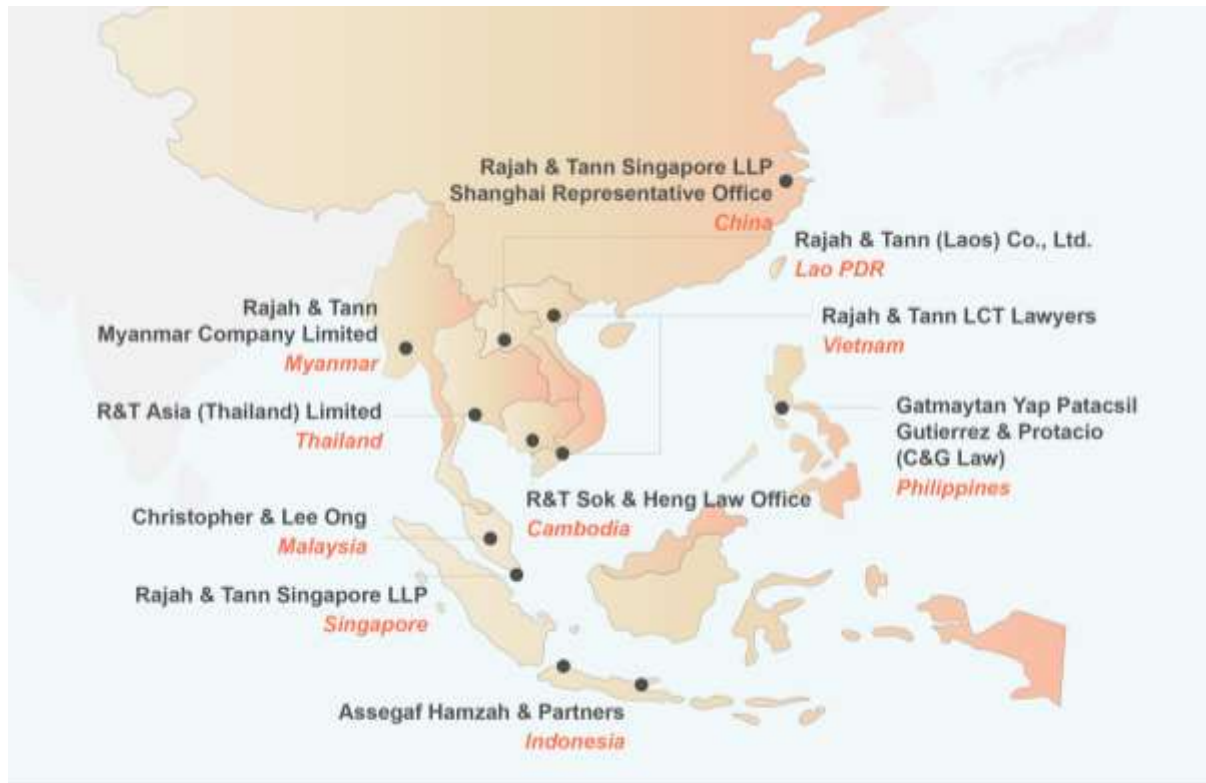 Rajah & Tann Singapore LLP
Shanghai Representative Office
China
Rajah & Tann (Laos) Co., Ltd.
Lao PDR
Rajah & Tann
Myanmar Company Limited
Myanmar
Rajah & Tann LCT Lawyers
Vietnam
R&T Asia (Thailand) Limited
Thailand
Gatmaytan Yap Patacsil
Gutierrez & Protacio
(C&G Law)
Philippines
R&T Sok & Heng Law Office
Cambodia
Christopher & Lee Ong
Malaysia
Rajah & Tann Singapore LLP
Singapore
Assegaf Hamzah & Partners
Indonesia